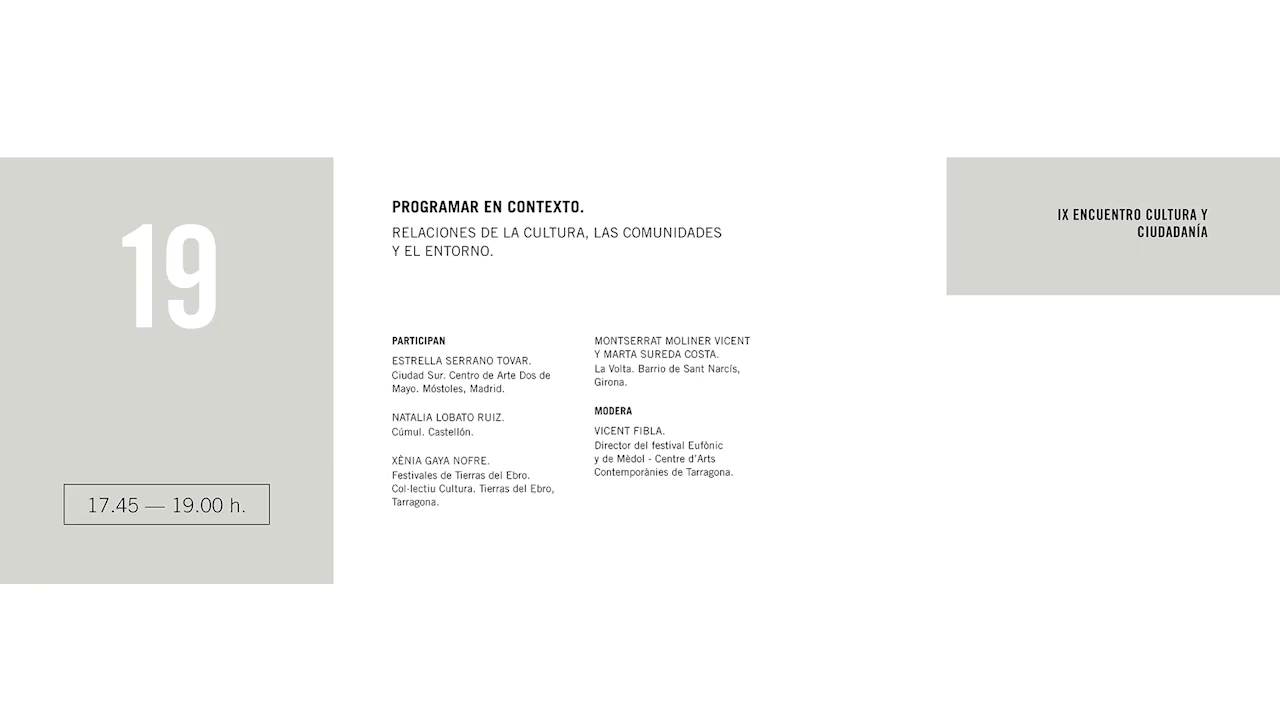 19
17.45 — 19.00 h.
PROGRAMAR EN CONTEXTO.
RELACIONES DE LA CULTURA, LAS COMUNIDADES
Y EL ENTORNO.
PARTICIPAN
ESTRELLA SERRANO TOVAR.
Ciudad Sur. Centro de Arte Dos de
Mayo. Móstoles, Madrid.
NATALIA LOBATO RUIZ.
Cúmul. Castellón.
XÈNIA GAYA NOFRE.
Festivales de Tierras del Ebro.
Col·lectiu Cultura. Tierras del Ebro,
Tarragona.
MONTSERRAT MOLINER VICENT
Y MARTA SUREDA COSTA.
La Volta. Barrio de Sant Narcís,
Girona.
MODERA
VICENT FIBLA.
Director del festival Eufònic
y de Mèdol - Centre d'Arts
Contemporànies de Tarragona.
IX ENCUENTRO CULTURA Y
CIUDADANÍA